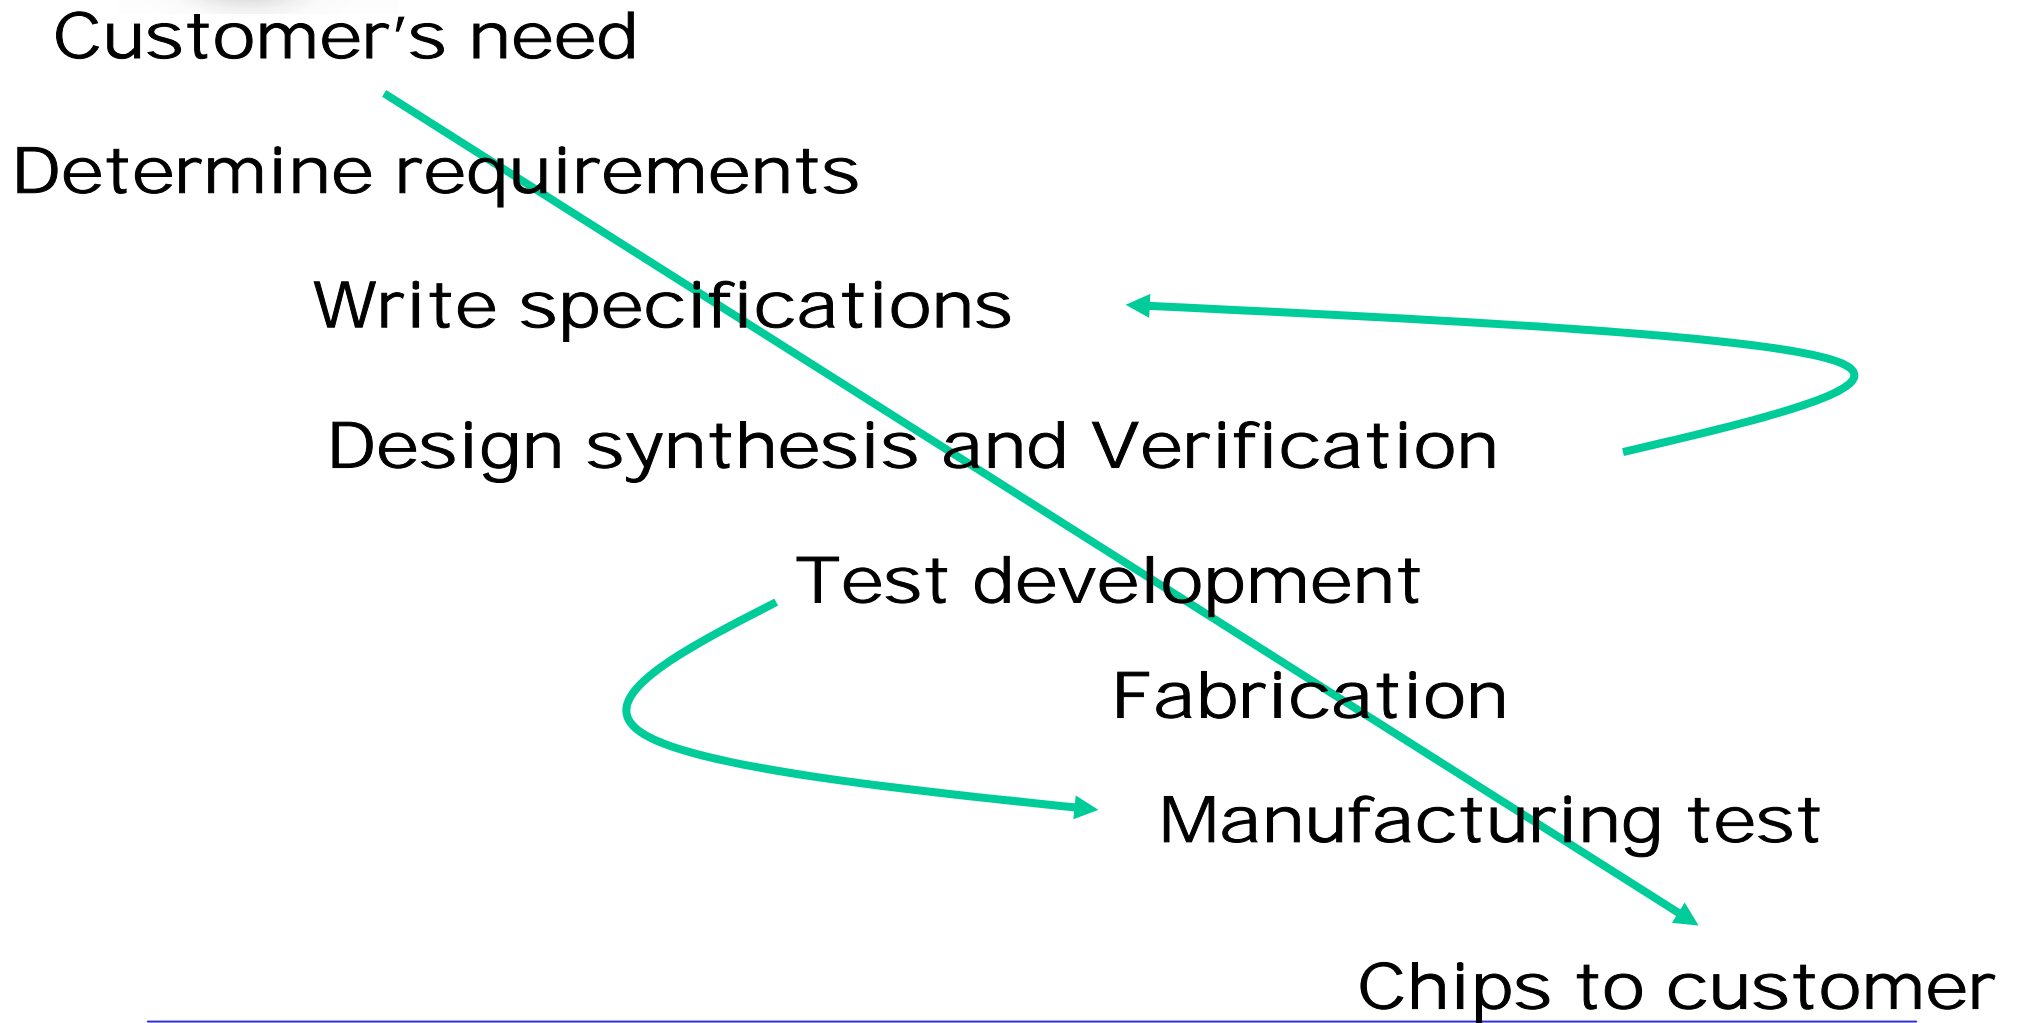 Customer’s need
Determine requirements
Write specifications
Design synthesis and Verification
Test development
Fabrication
Manufacturing test
Chips to customer